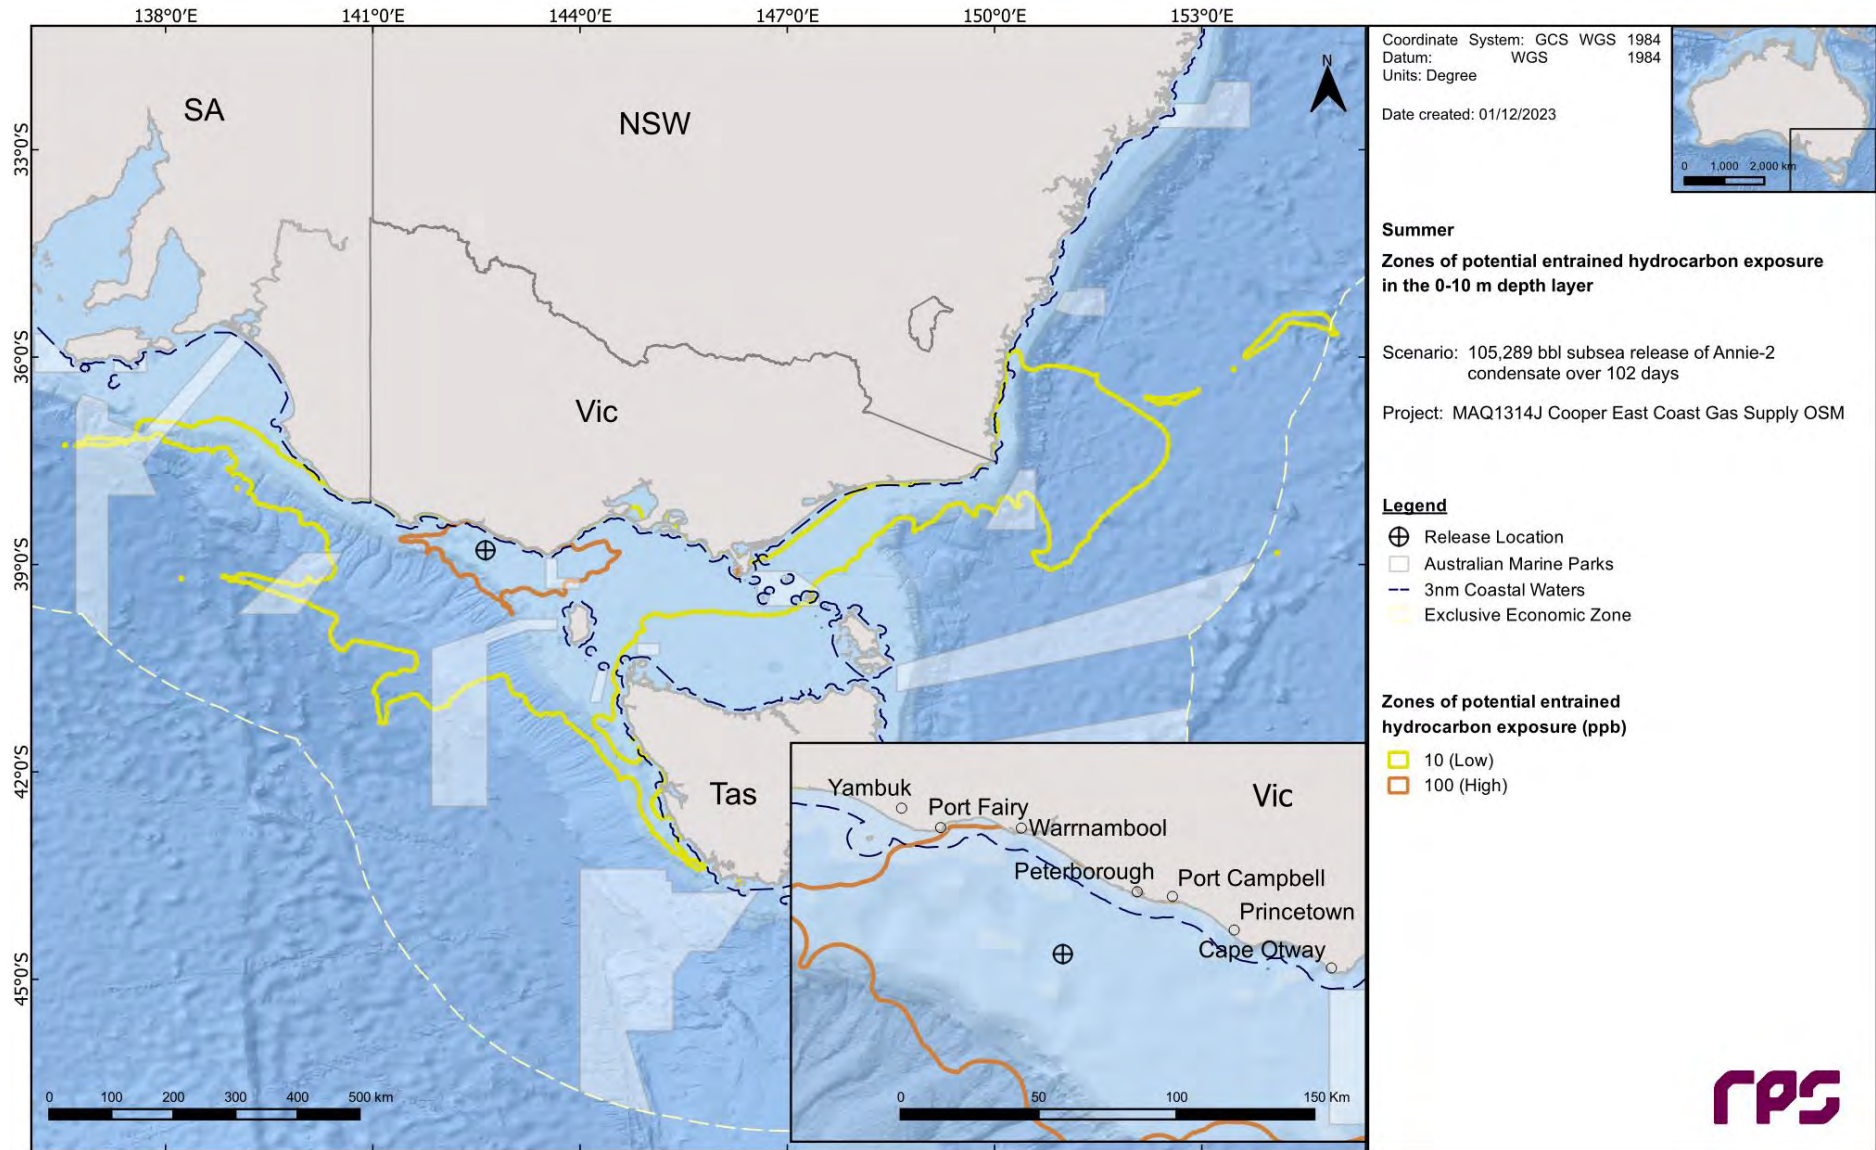 138°0'E 141°0'E 144°0'E 147°0'E 150°0'E 153°0'E
33°0'S
36°0'S
39°0'S
42°0'S
45°0'S
SA
NSW
Vic
Tas
N
0 100 200 300 400 500 km
Yambuk
Port Fairy
Warrnambool
Peterborough
Port Campbell
Princetown
Cape Otway
Vic
0 50 100 150 Km
Coordinate System: GCS WGS 1984
Datum: WGS 1984
Units: Degree
Date created: 01/12/2023
0 1,000 2,000 km
Summer
Zones of potential entrained hydrocarbon exposure
in the 0-10 m depth layer
Scenario: 105,289 bbl subsea release of Annie-2
condensate over 102 days
Project: MAQ1314J Cooper East Coast Gas Supply OSM
Legend
Release Location
Australian Marine Parks
3nm Coastal Waters
Exclusive Economic Zone
Zones of potential entrained
hydrocarbon exposure (ppb)
10 (Low)
100 (High)
rps